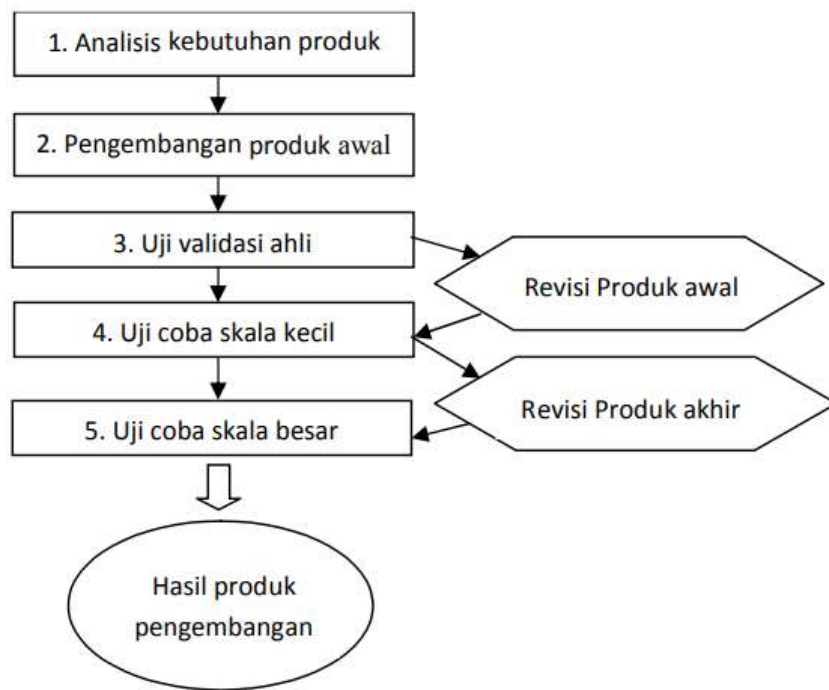 1. Analisis kebutuhan produk
2. Pengembangan produk awal
3. Uji validasi ahli
Revisi Produk awal
4. Uji coba skala kecil
Revisi Produk akhir
5. Uji coba skala besar
Hasil produk
pengembangan